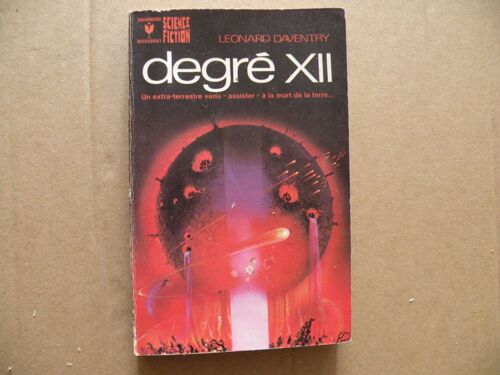 SCIENCE
FICTION
LEONARD DAVENTRY
degré XII
Un extra-terrestre venu - assister - à la mort de la terre...